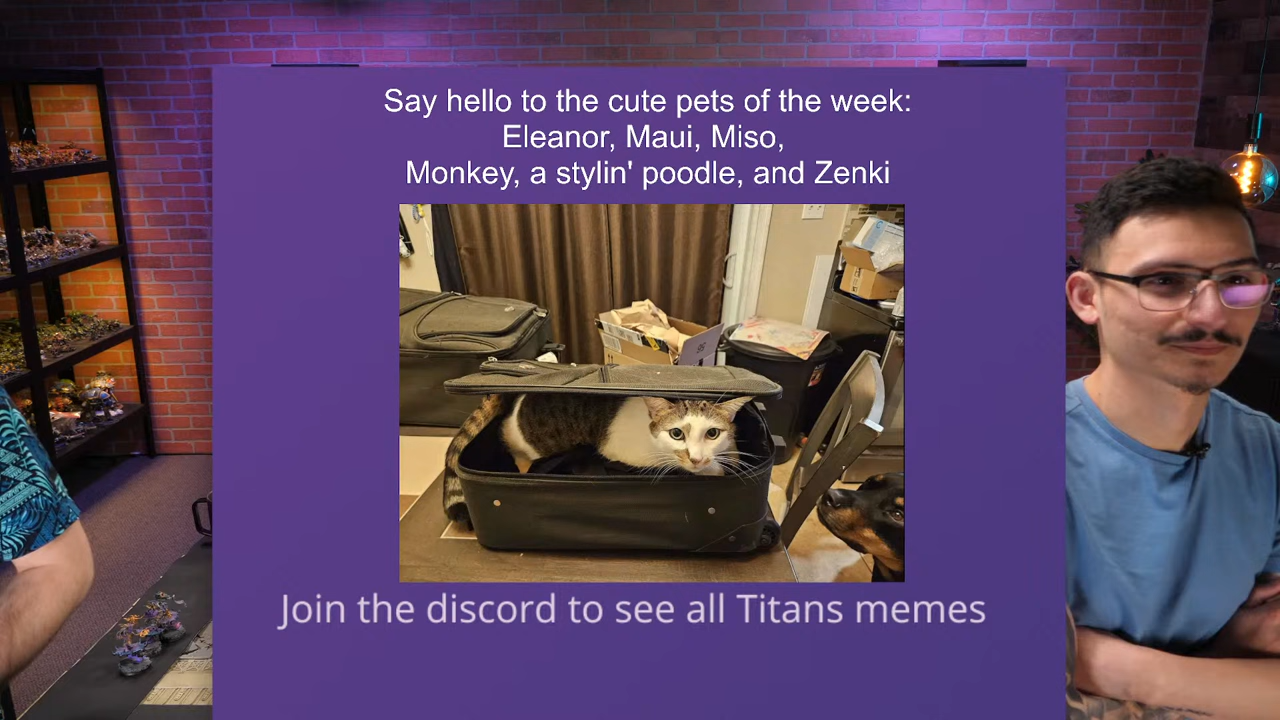 Say hello to the cute pets of the week:
Eleanor, Maui, Miso,
Monkey, a stylin' poodle, and Zenki
Join the discord to see all Titans memes